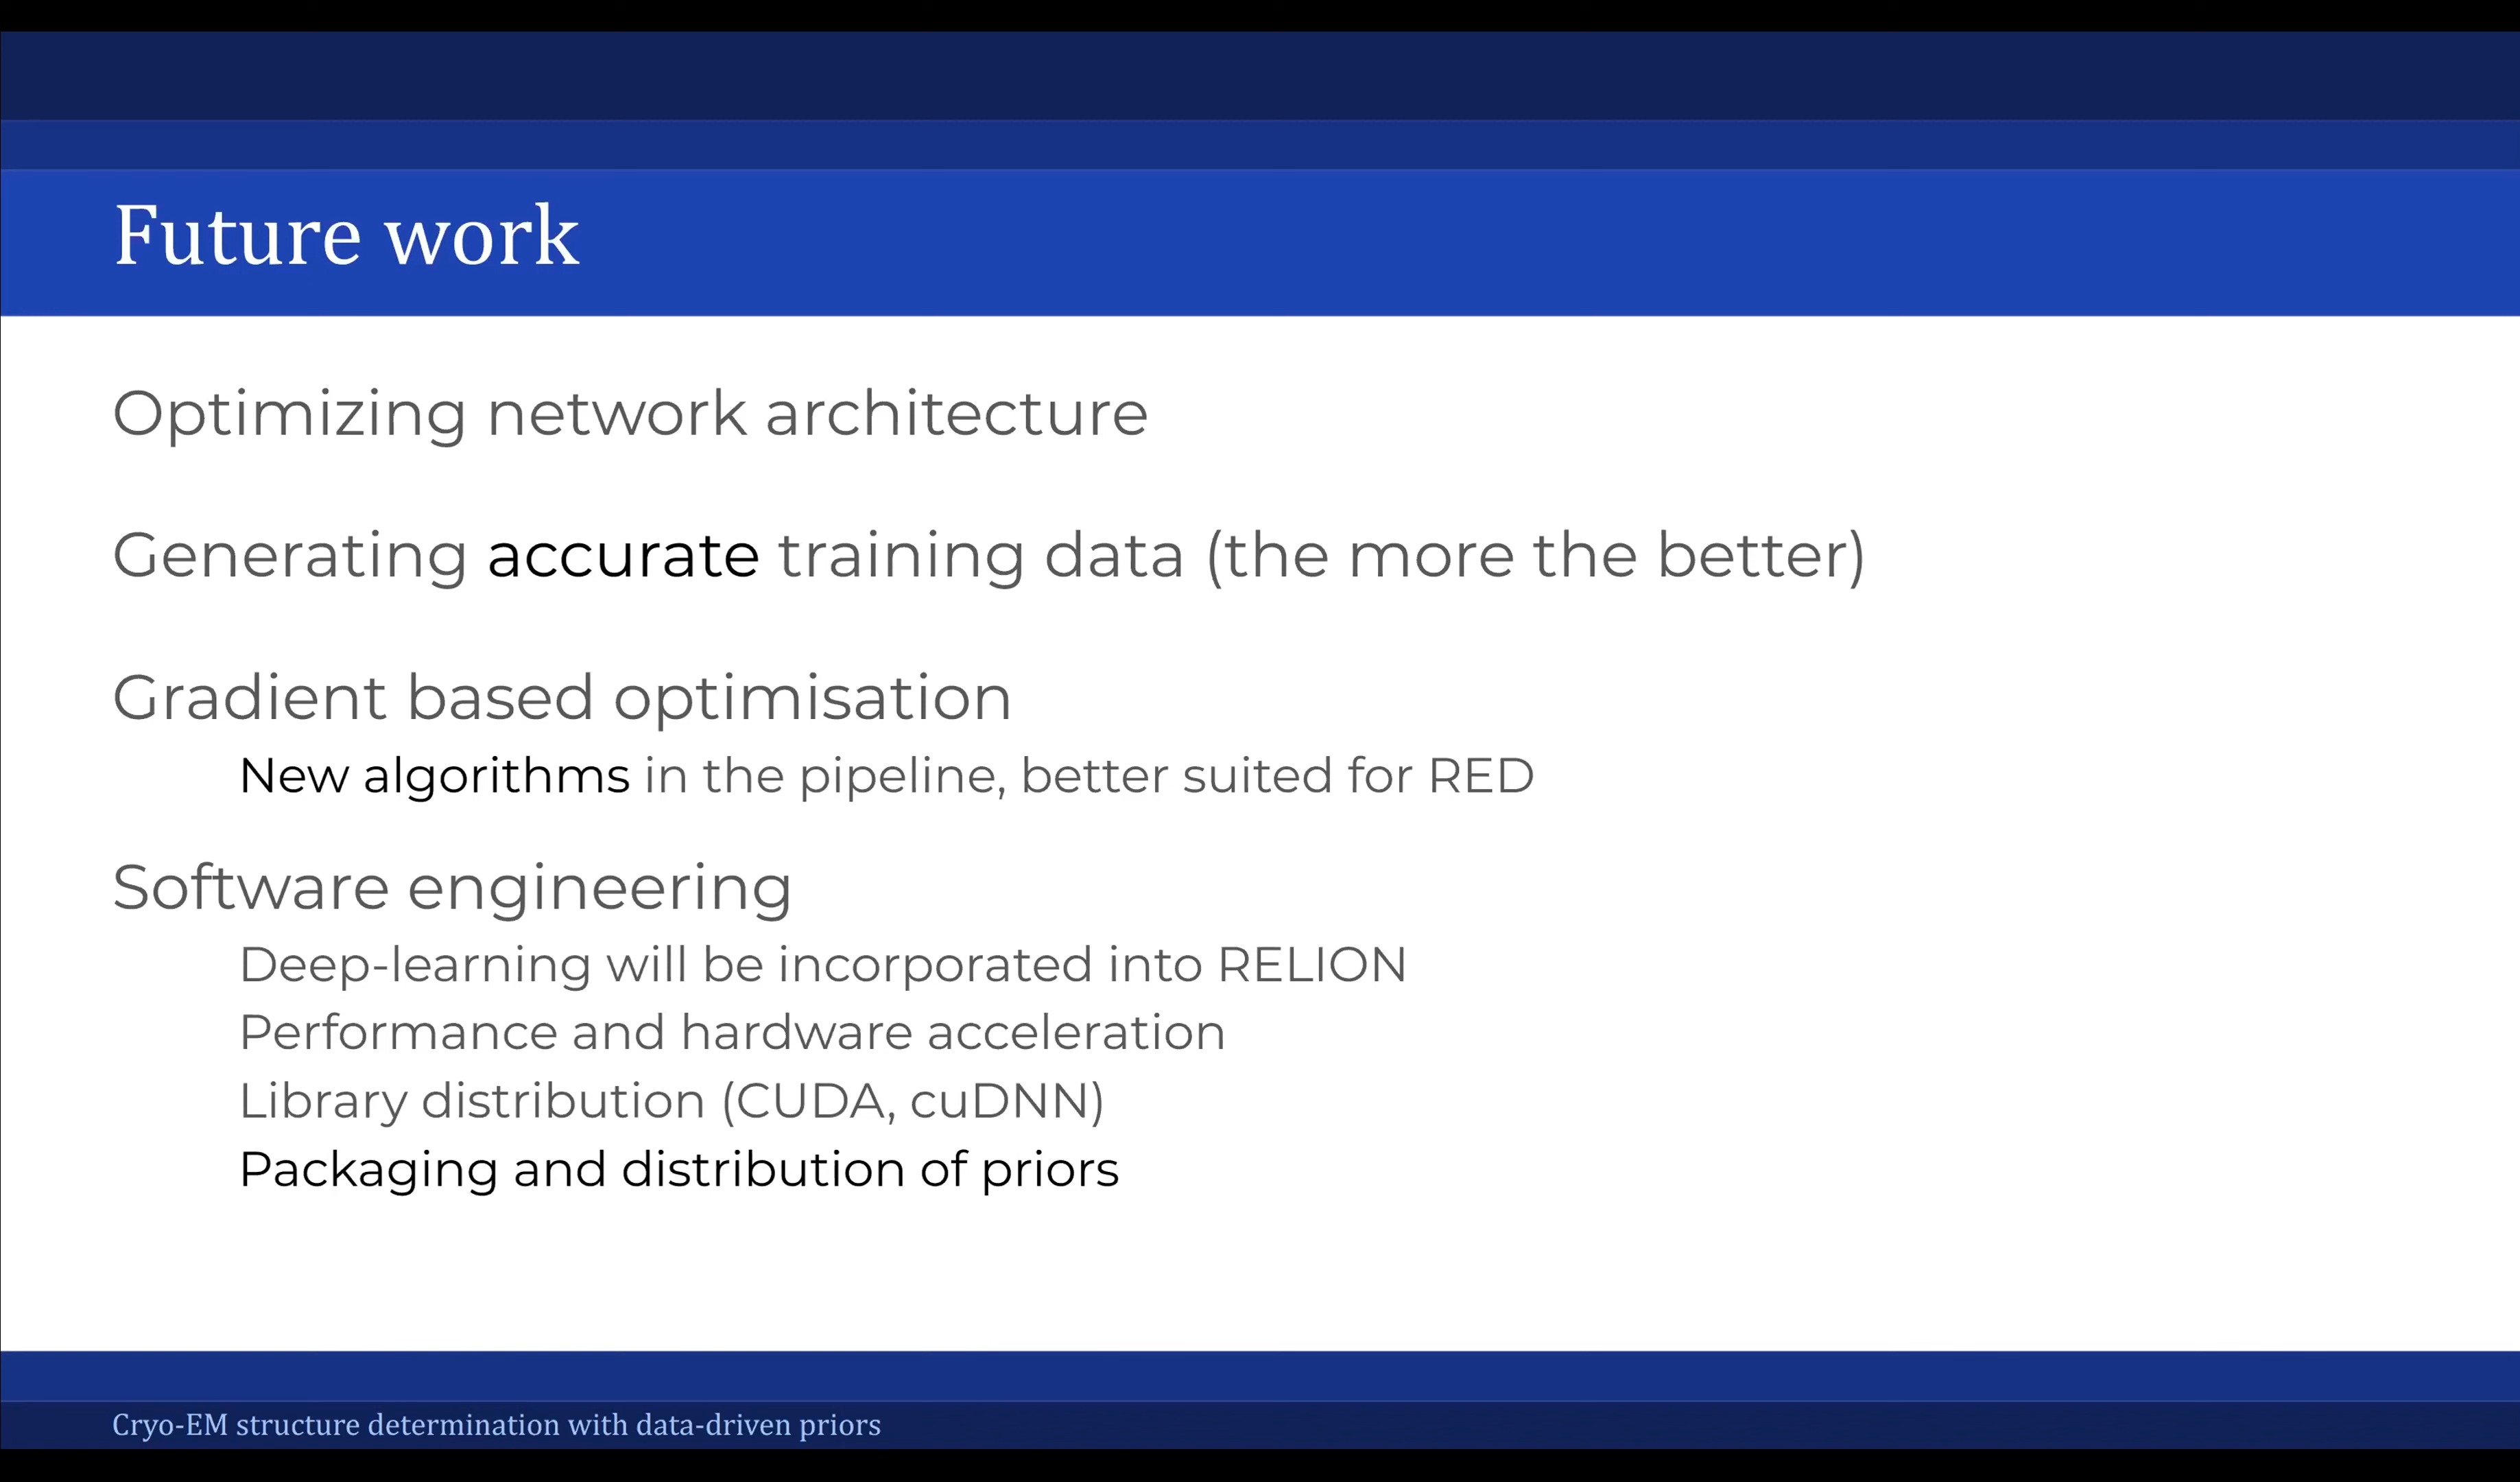 Future work
Optimizing network architecture
Generating accurate training data (the more the better)
Gradient based optimisation
New algorithms in the pipeline, better suited for RED
Software engineering
Deep-learning will be incorporated into RELION
Performance and hardware acceleration
Library distribution (CUDA, cuDNN)
Packaging and distribution of priors
Cryo-EM structure determination with data-driven priors